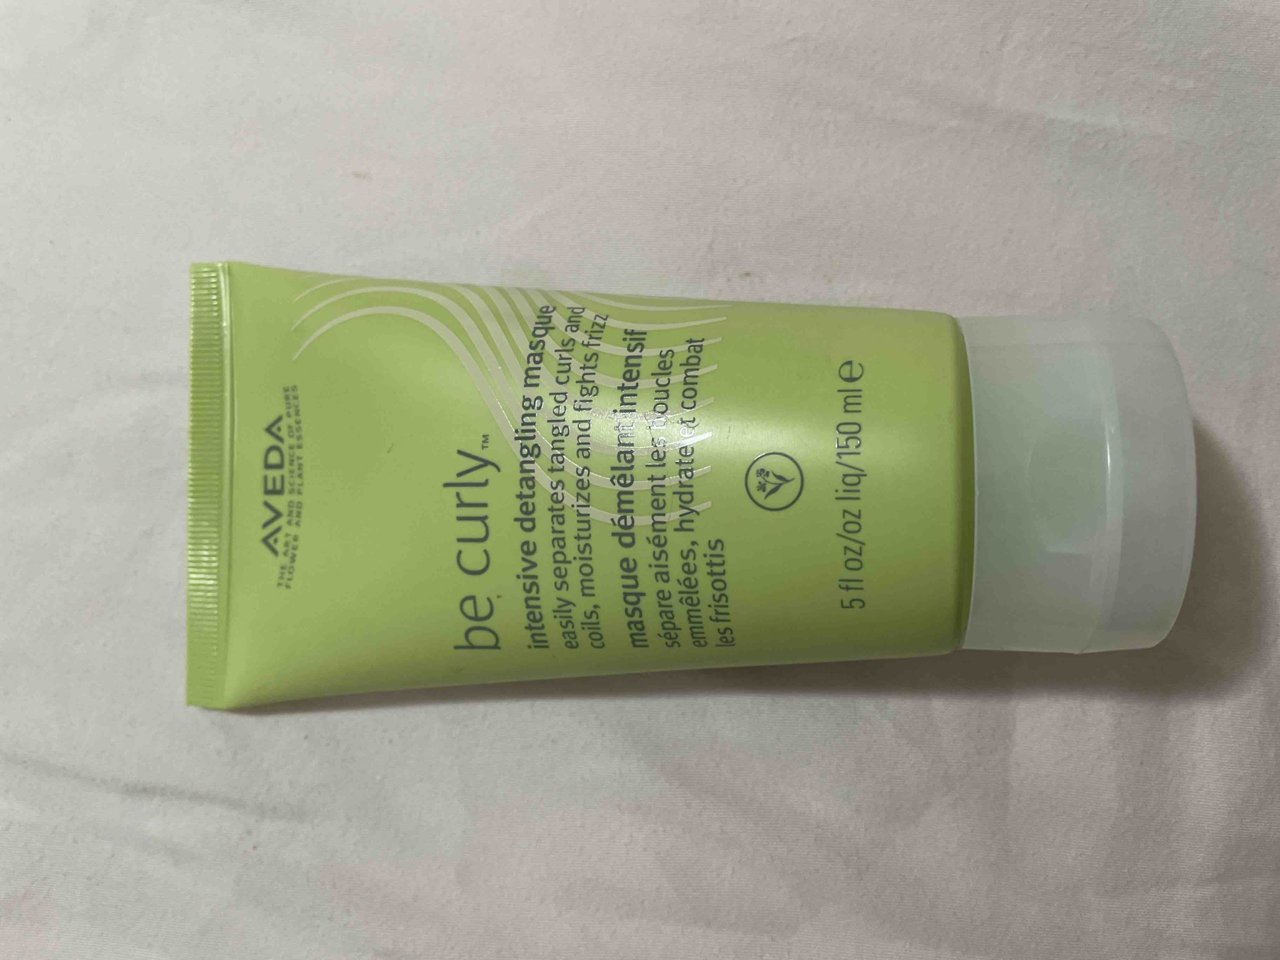 AVEDA
THE ART AND SCIENCE OF PURE
FLOWER AND PLANT ESSENCES
be curly™
intensive detangling masque
easily separates tangled curls and
coils, moisturizes and fights frizz
masque démêlant intensif
sépare aisément les boucles
emmêlées, hydrate et combat
les frisottis
5 fl oz/oz liq/150 ml ℮